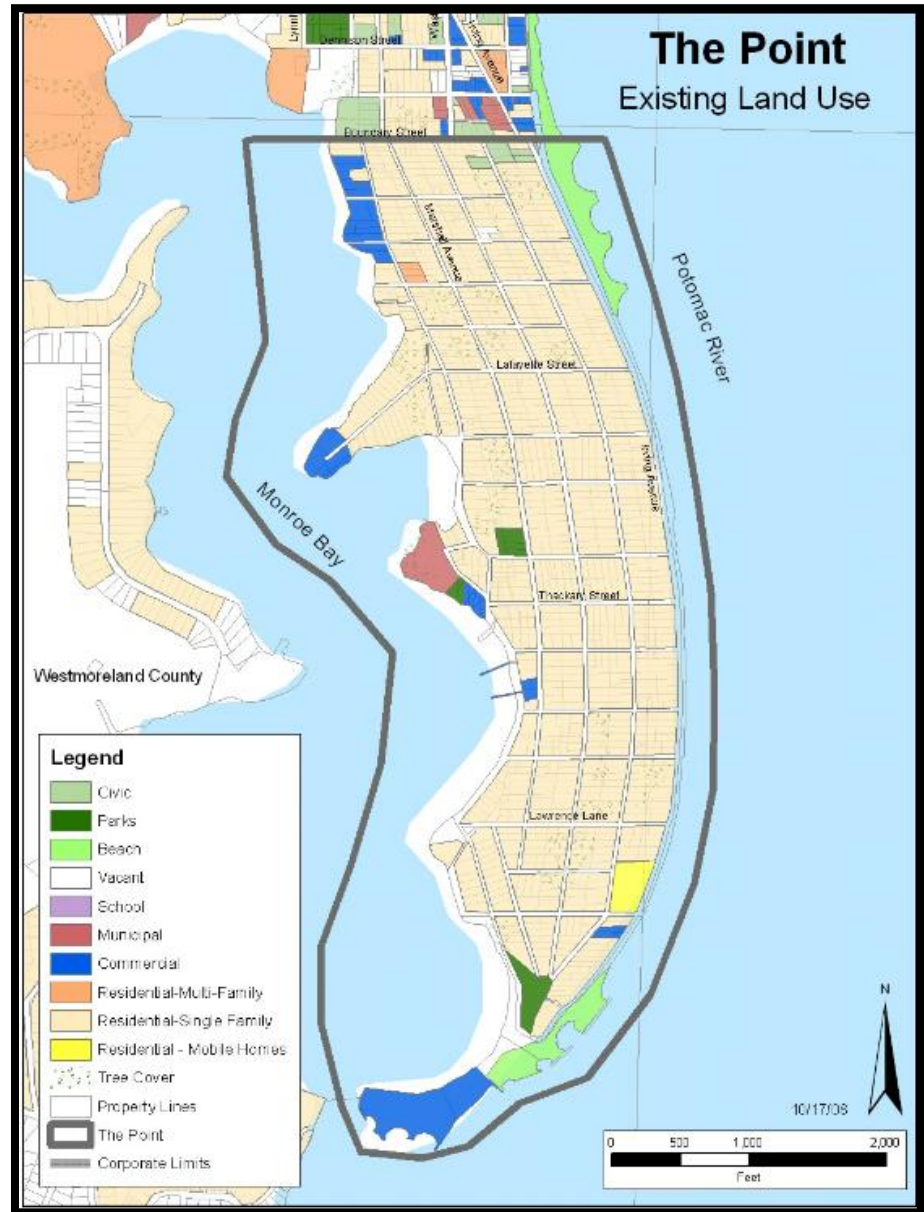 The Point
Existing Land Use
Dennison Street
Boundary Street
Marshall Avenue
Potomac River
Lafayette Street
Irving Avenue
Monroe Bay
Thackary Street
Westmoreland County
Lawrence Lane
Legend
Civic
Parks
Beach
Vacant
School
Municipal
Commercial
Residential-Multi-Family
Residential-Single Family
Residential - Mobile Homes
Tree Cover
Property Lines
The Point
Corporate Limits
N
10/17/06
0 500 1,000 2,000
Feet